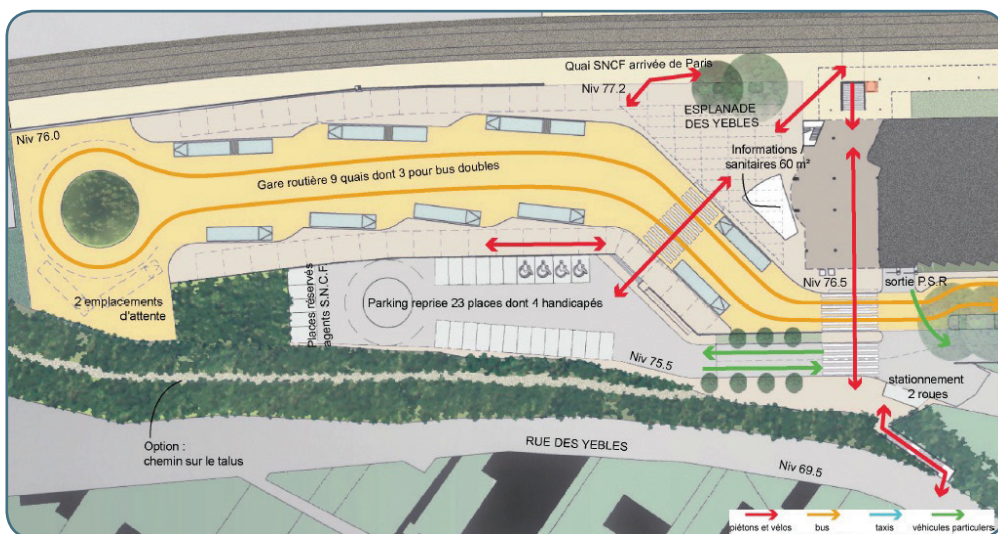 Quai SNCF arrivée de Paris
Niv 77.2
ESPLANADE
DES YEBLES
Niv 76.0
Informations
sanitaires 60 m²
Gare routière 9 quais dont 3 pour bus doubles
2 emplacements
d'attente
Places réservés
agents S.N.C.F.
Parking reprise 23 places dont 4 handicapés
Niv 76.5
sortie P.S.R
Niv 75.5
stationnement
2 roues
Option :
chemin sur le talus
RUE DES YEBLES
Niv 69.5
piétons et vélos
bus
taxis
véhicules particuliers